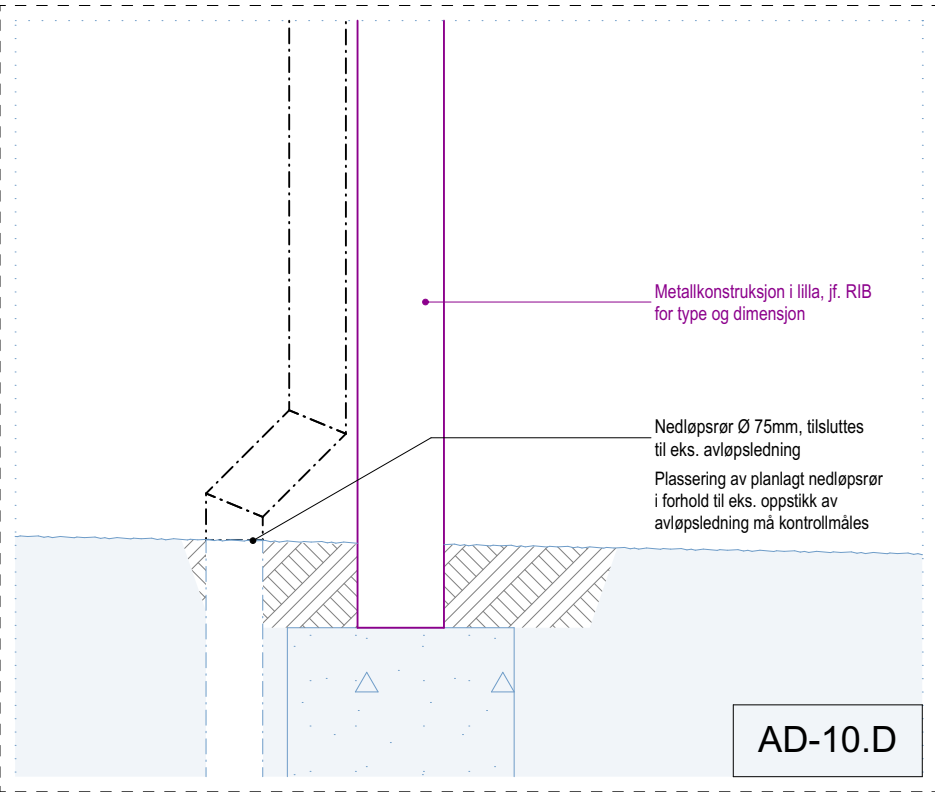 Metallkonstruksjon i lilla, jf. RIB
for type og dimensjon
Nedløpsrør Ø 75mm, tilsluttes
til eks. avløpsledning
Plassering av planlagt nedløpsrør
i forhold til eks. oppstikk av
avløpsledning må kontrollmåles
AD-10.D